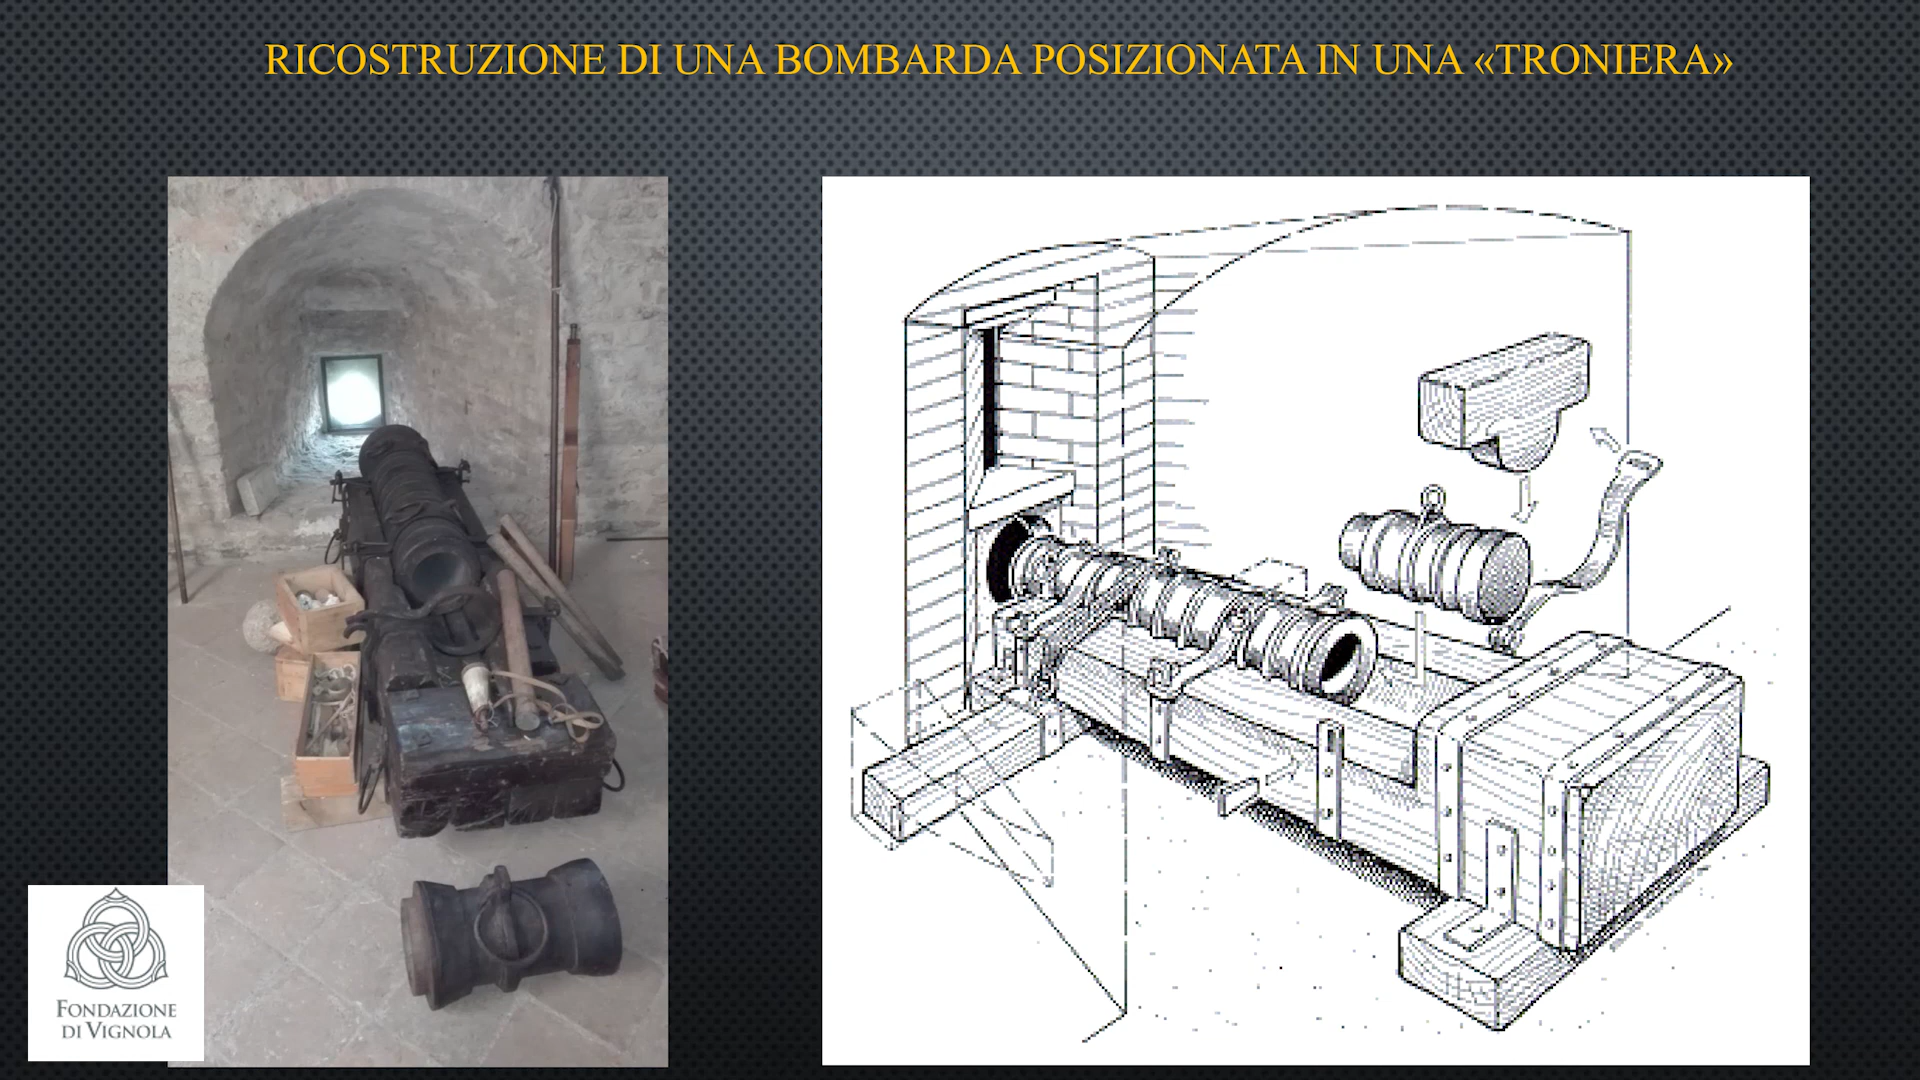 RICOSTRUZIONE DI UNA BOMBARDA POSIZIONATA IN UNA «TRONIERA»
FONDAZIONE
DI VIGNOLA